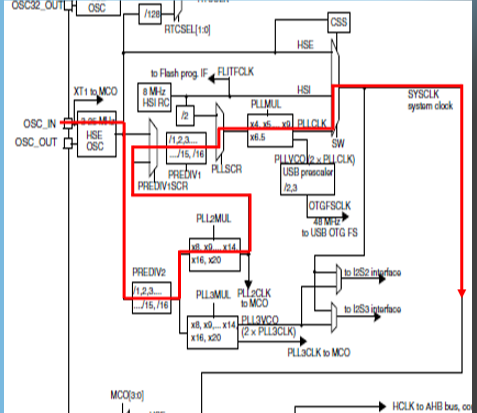 OSC32_OUT
OSC
/128
RTCSEL[1:0]
CSS
HSE
to Flash prog. IF
FLITFCLK
XT1 to MCO
8 MHz
HSI RC
HSI
/2
PLLMUL
SYSCLK
system clock
OSC_IN
3-25 MHz
x4, x5, ... x9,
x6.5
PLLCLK
OSC_OUT
HSE
OSC
/1,2,3...
.../15, /16
SW
PLLSCR
PREDIV1
PREDIV1SCR
PLLVCO (2 x PLLCLK)
USB prescaler
/2,3
OTGFSCLK
48 MHz
to USB OTG FS
PLL2MUL
x8, x9,... x14,
x16, x20
PREDIV2
/1,2,3...
.../15, /16
PLL2CLK
to MCO
to I2S2 interface
PLL3MUL
x8, x9,... x14,
x16, x20
PLL3VCO
(2 x PLL3CLK)
to I2S3 interface
PLL3CLK to MCO
MCO[3:0]
HCLK to AHB bus, co